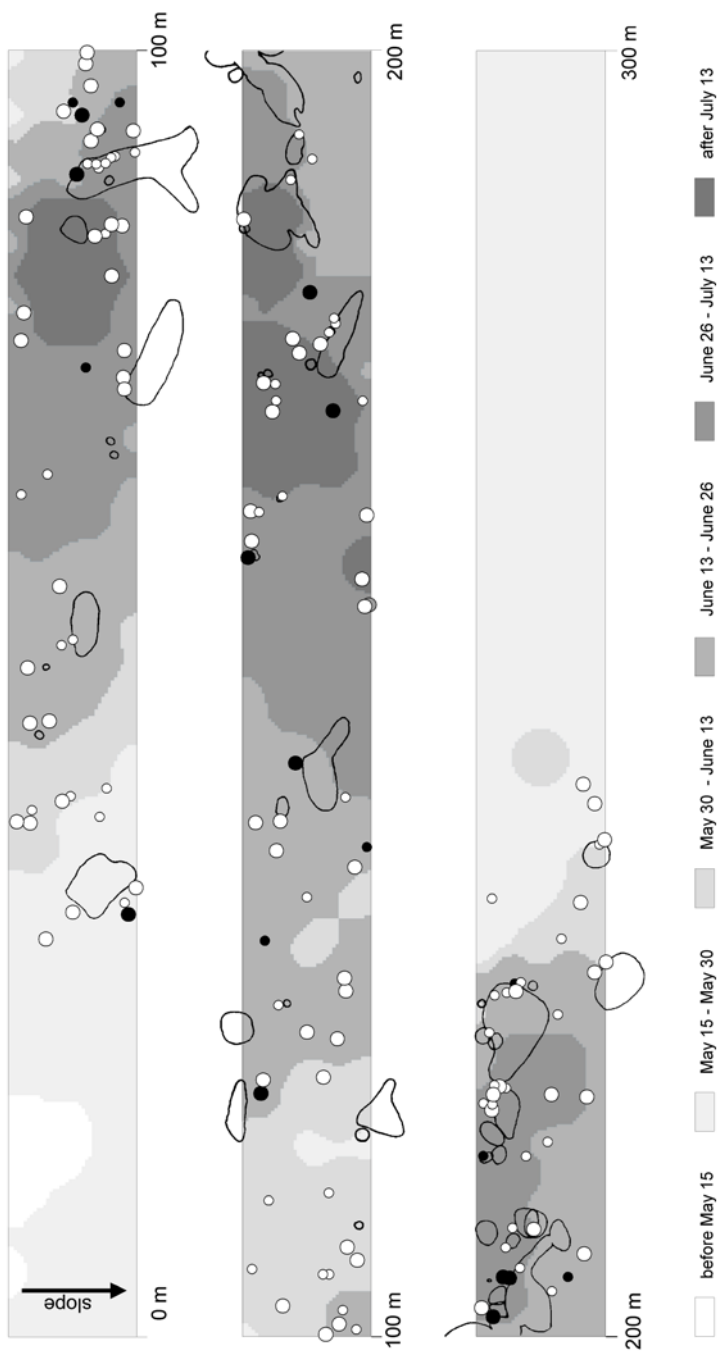 slope
0 m
100 m
100 m
200 m
200 m
300 m
before May 15
May 15 - May 30
May 30 - June 13
June 13 - June 26
June 26 - July 13
after July 13